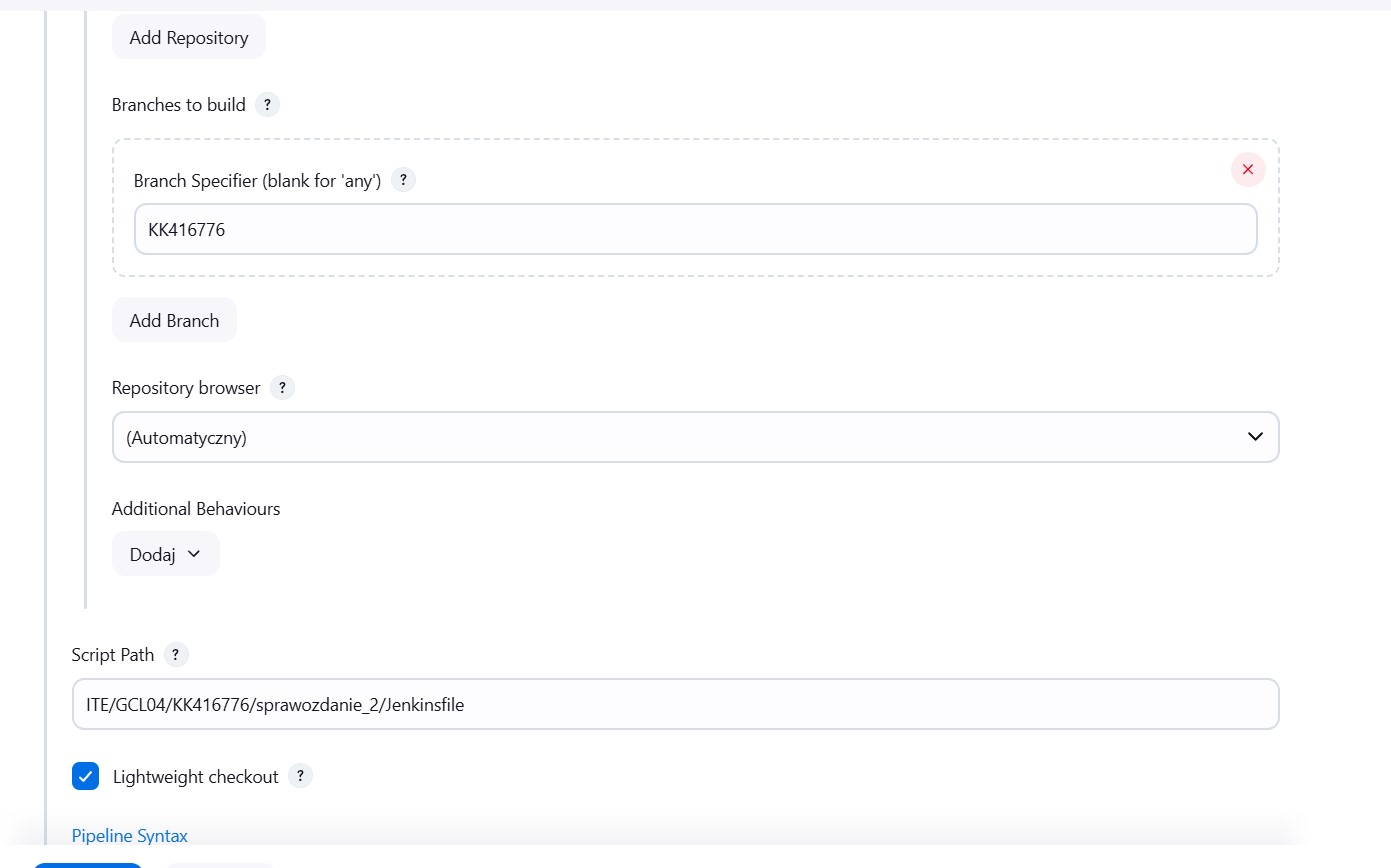 Add Repository
Branches to build ?
Branch Specifier (blank for 'any') ?
KK416776
Add Branch
Repository browser ?
(Automatyczny)
Additional Behaviours
Dodaj
Script Path ?
ITE/GCL04/KK416776/sprawozdanie_2/Jenkinsfile
Lightweight checkout ?
Pipeline Syntax